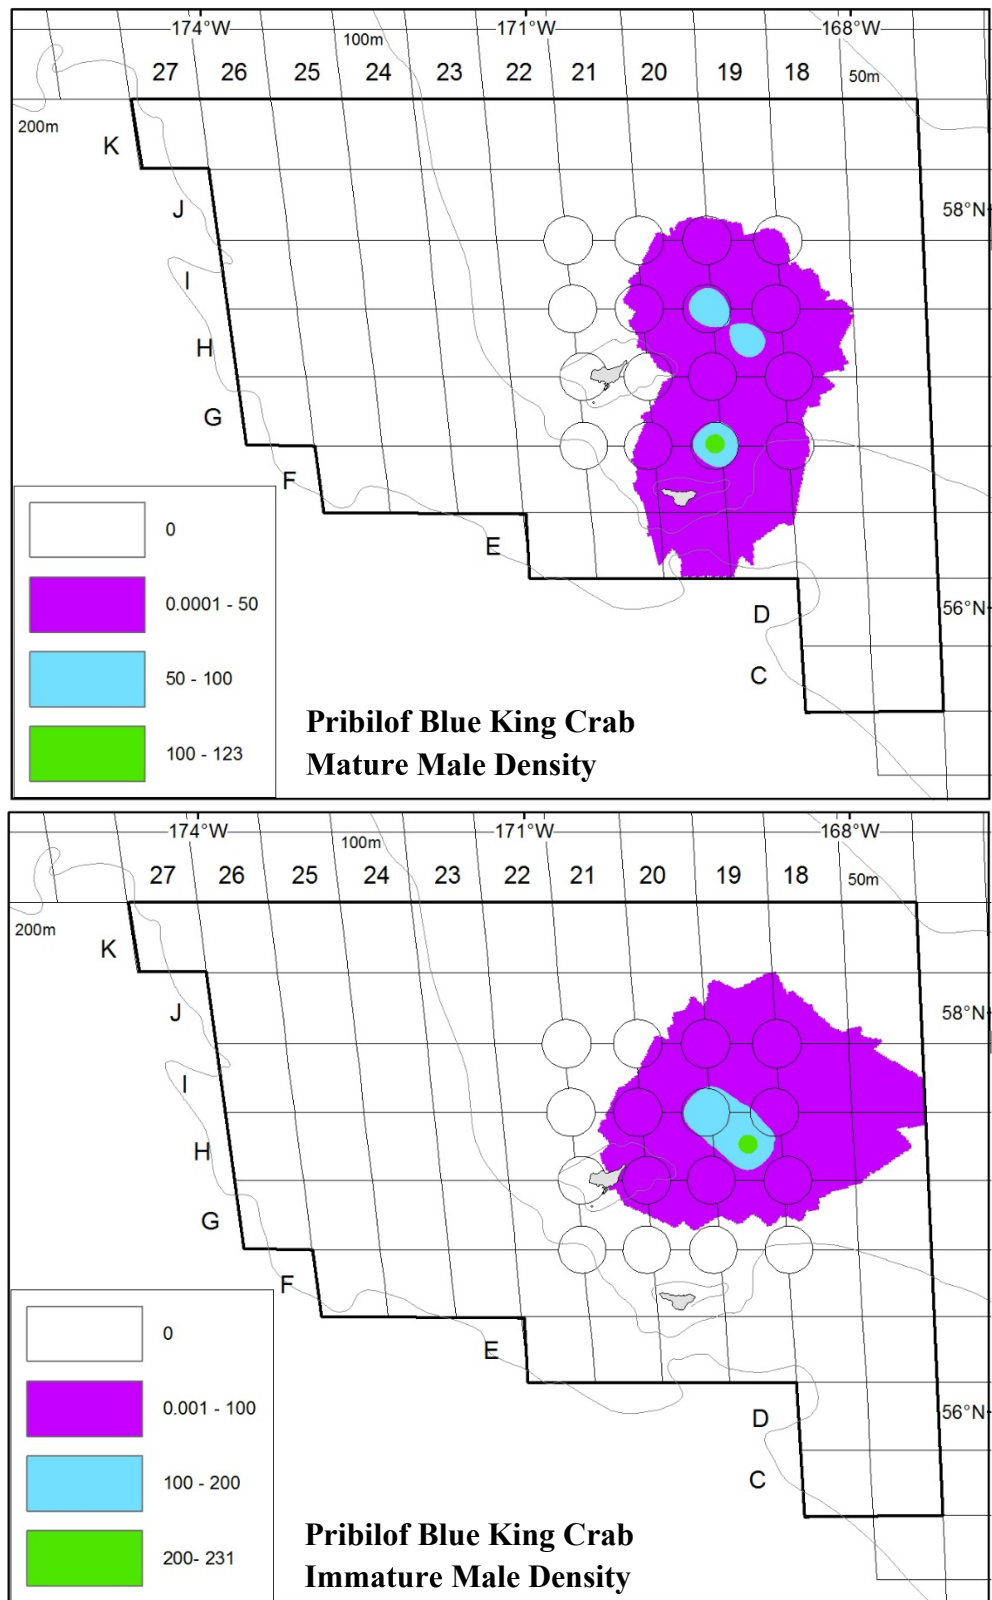 174°W 171°W 168°W
100m
27 26 25 24 23 22 21 20 19 18 50m
200m
K
J
58°N
I
H
G
F
E
D
56°N
C
0
0.0001 - 50
50 - 100
100 - 123
Pribilof Blue King Crab
Mature Male Density
174°W 171°W 168°W
100m
27 26 25 24 23 22 21 20 19 18 50m
200m
K
J
58°N
I
H
G
F
E
D
56°N
C
0
0.001 - 100
100 - 200
200- 231
Pribilof Blue King Crab
Immature Male Density